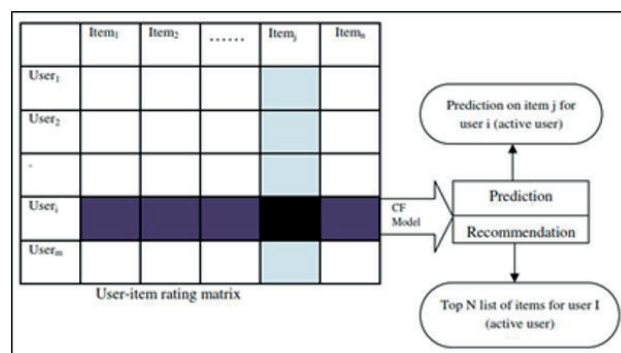 Item₁ Item₂ ...... Itemⱼ Itemₙ
User₁
User₂
.
Userᵢ
Userₘ
User-item rating matrix
CF
Model
Prediction on item j for
user i (active user)
Prediction
Recommendation
Top N list of items for user I
(active user)